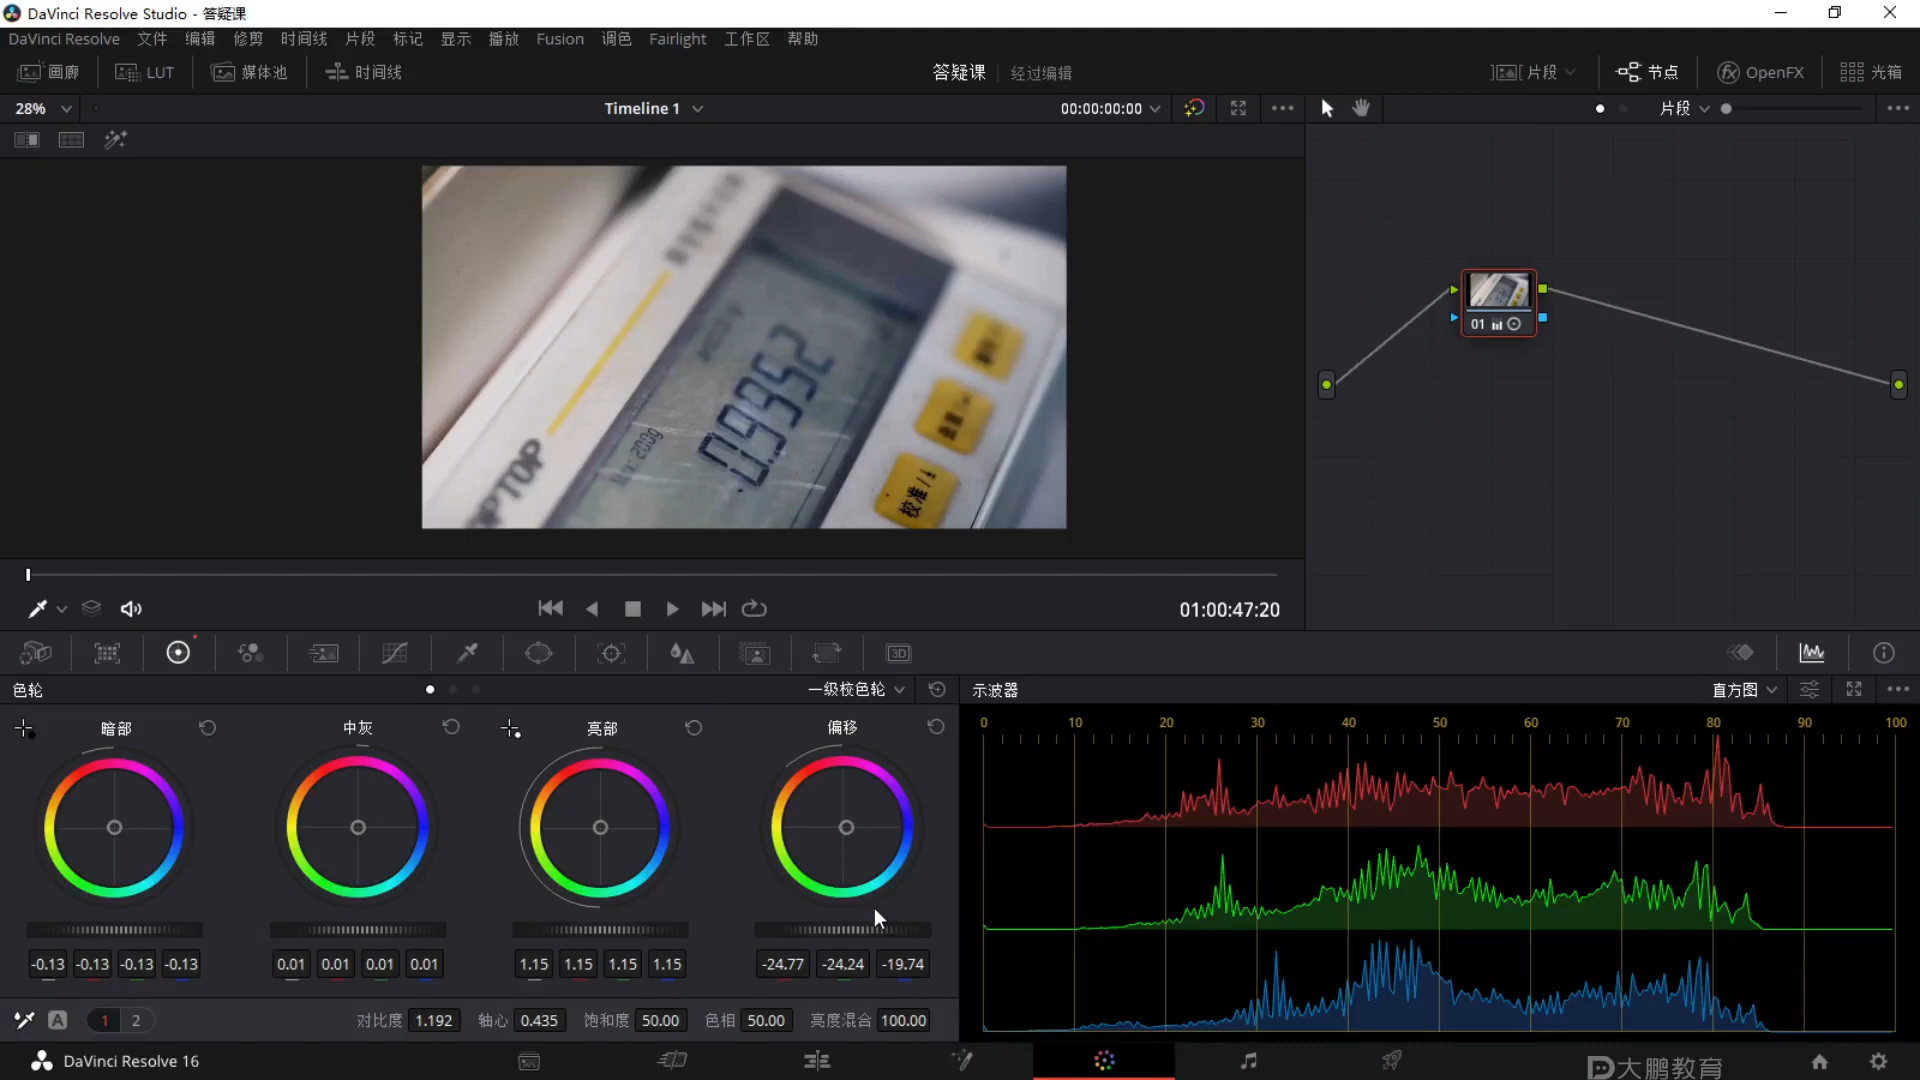 DaVinci Resolve Studio - 答疑课
DaVinci Resolve 文件 编辑 修剪 时间线 片段 标记 显示 播放 Fusion 调色 Fairlight 工作区 帮助
画廊 LUT 媒体池 时间线 答疑课 经过编辑 片段 节点 OpenFX 光箱
28% Timeline 1 00:00:00:00 片段
0.9952
Max: 200g
校准/
PTOP
01
01:00:47:20
3D
色轮 一级校色轮 示波器 直方图
暗部 中灰 亮部 偏移
0 10 20 30 40 50 60 70 80 90 100
-0.13 -0.13 -0.13 -0.13 0.01 0.01 0.01 0.01 1.15 1.15 1.15 1.15 -24.77 -24.24 -19.74
A 1 2 对比度 1.192 轴心 0.435 饱和度 50.00 色相 50.00 亮度混合 100.00
DaVinci Resolve 16
大鹏教育